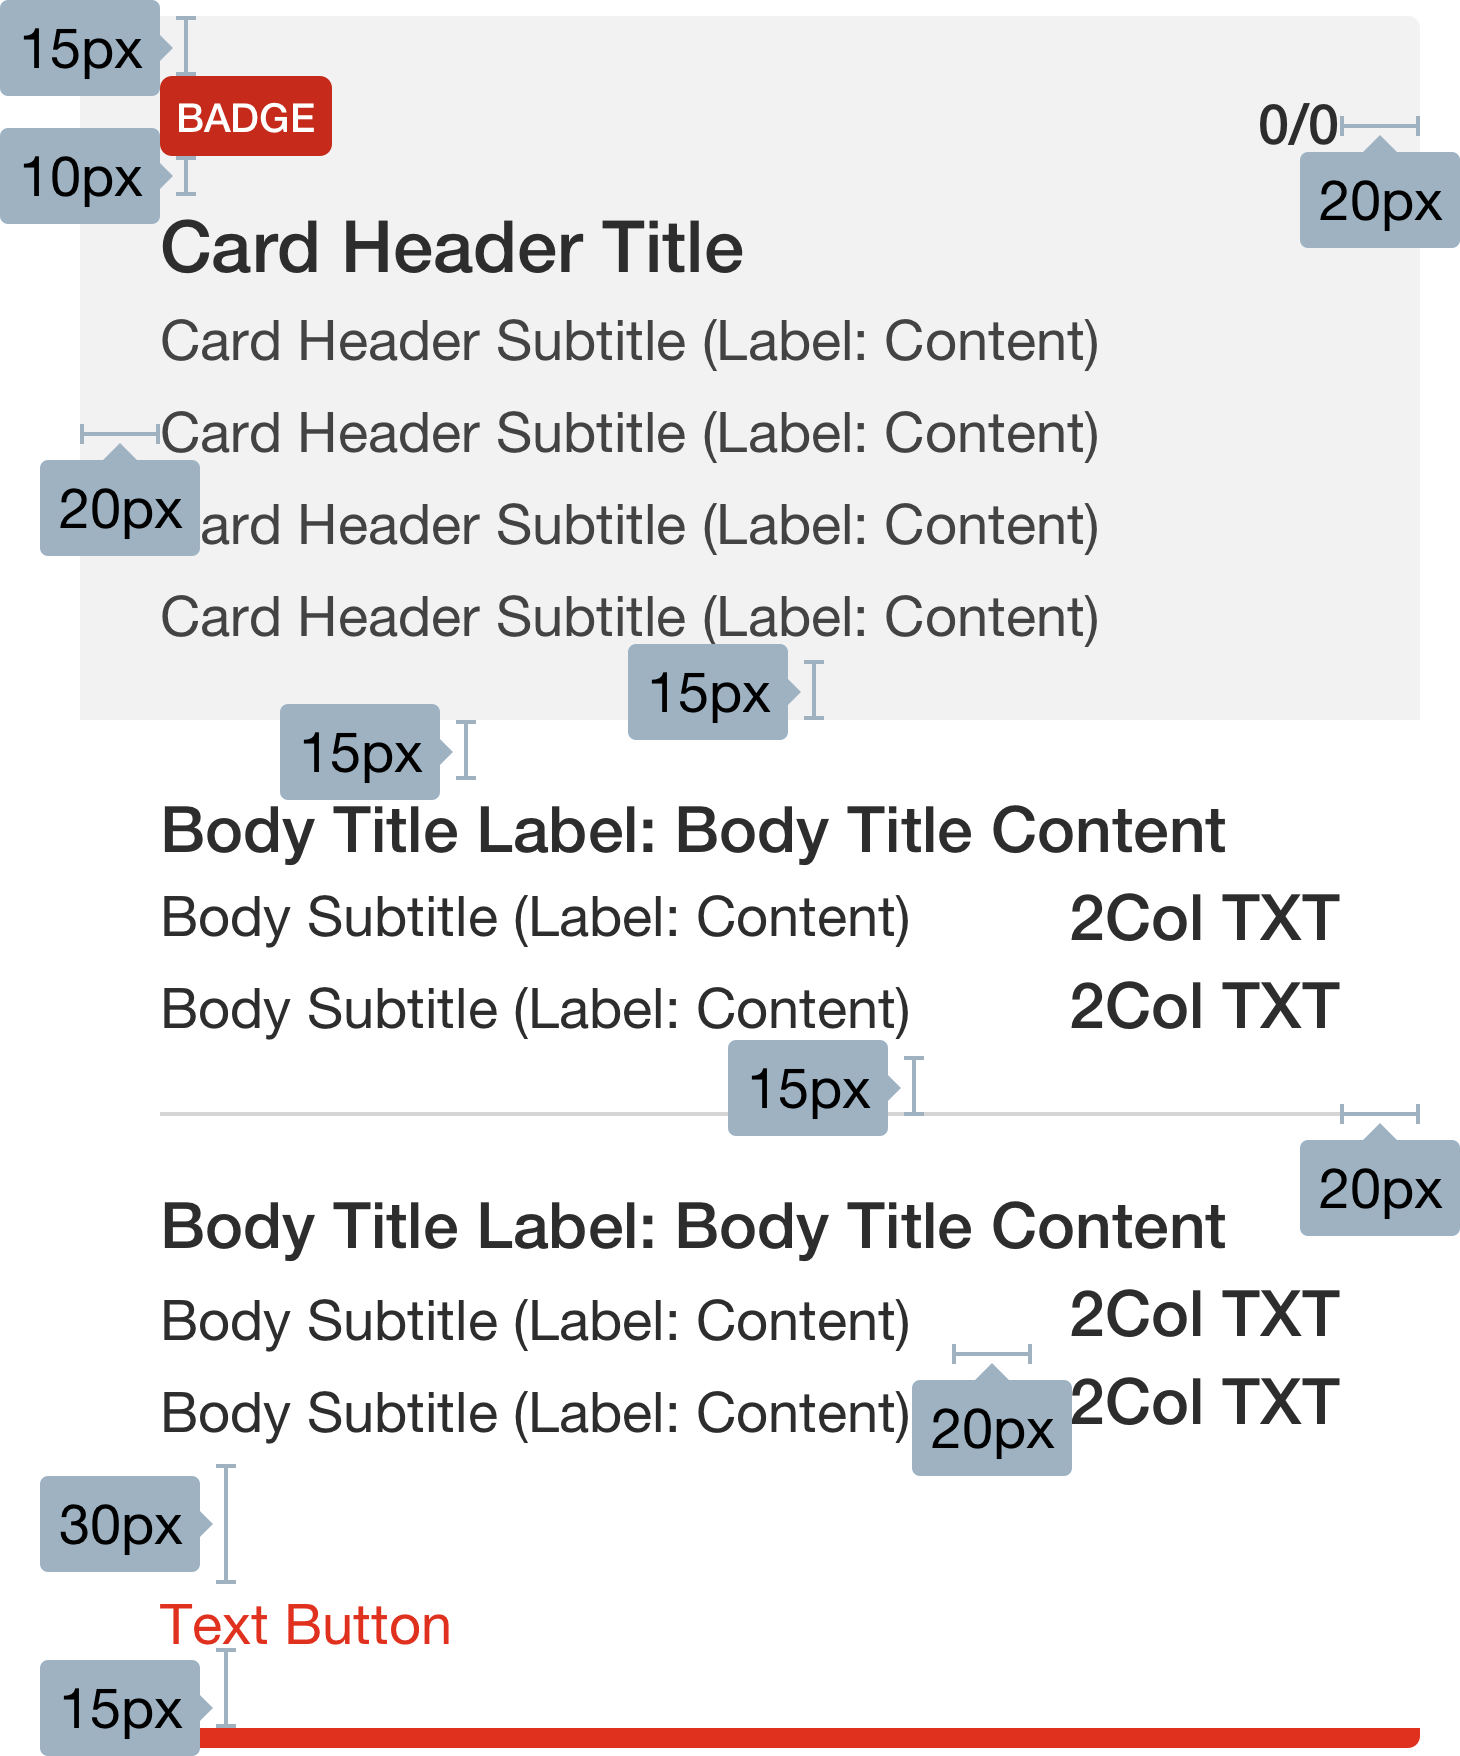 15px
BADGE
0/0
10px
20px
Card Header Title
Card Header Subtitle (Label: Content)
Card Header Subtitle (Label: Content)
20px
ard Header Subtitle (Label: Content)
Card Header Subtitle (Label: Content)
15px
15px
Body Title Label: Body Title Content
Body Subtitle (Label: Content) 2Col TXT
Body Subtitle (Label: Content) 2Col TXT
15px
20px
Body Title Label: Body Title Content
Body Subtitle (Label: Content) 2Col TXT
Body Subtitle (Label: Content) 2Col TXT
20px
30px
Text Button
15px